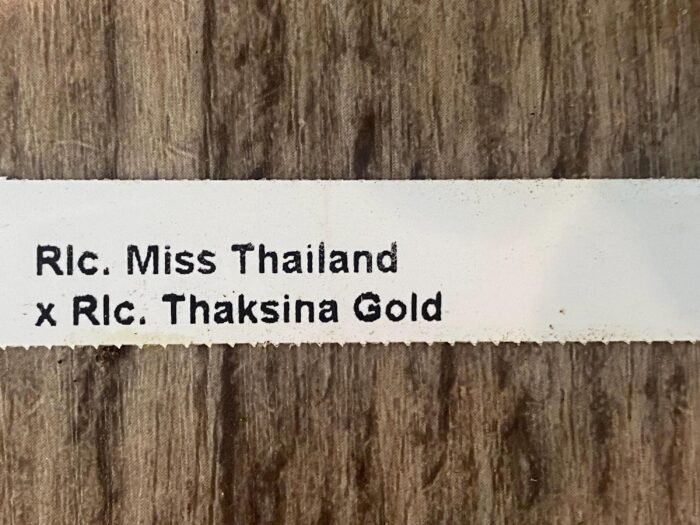 Rlc. Miss Thailand
x Rlc. Thaksina Gold